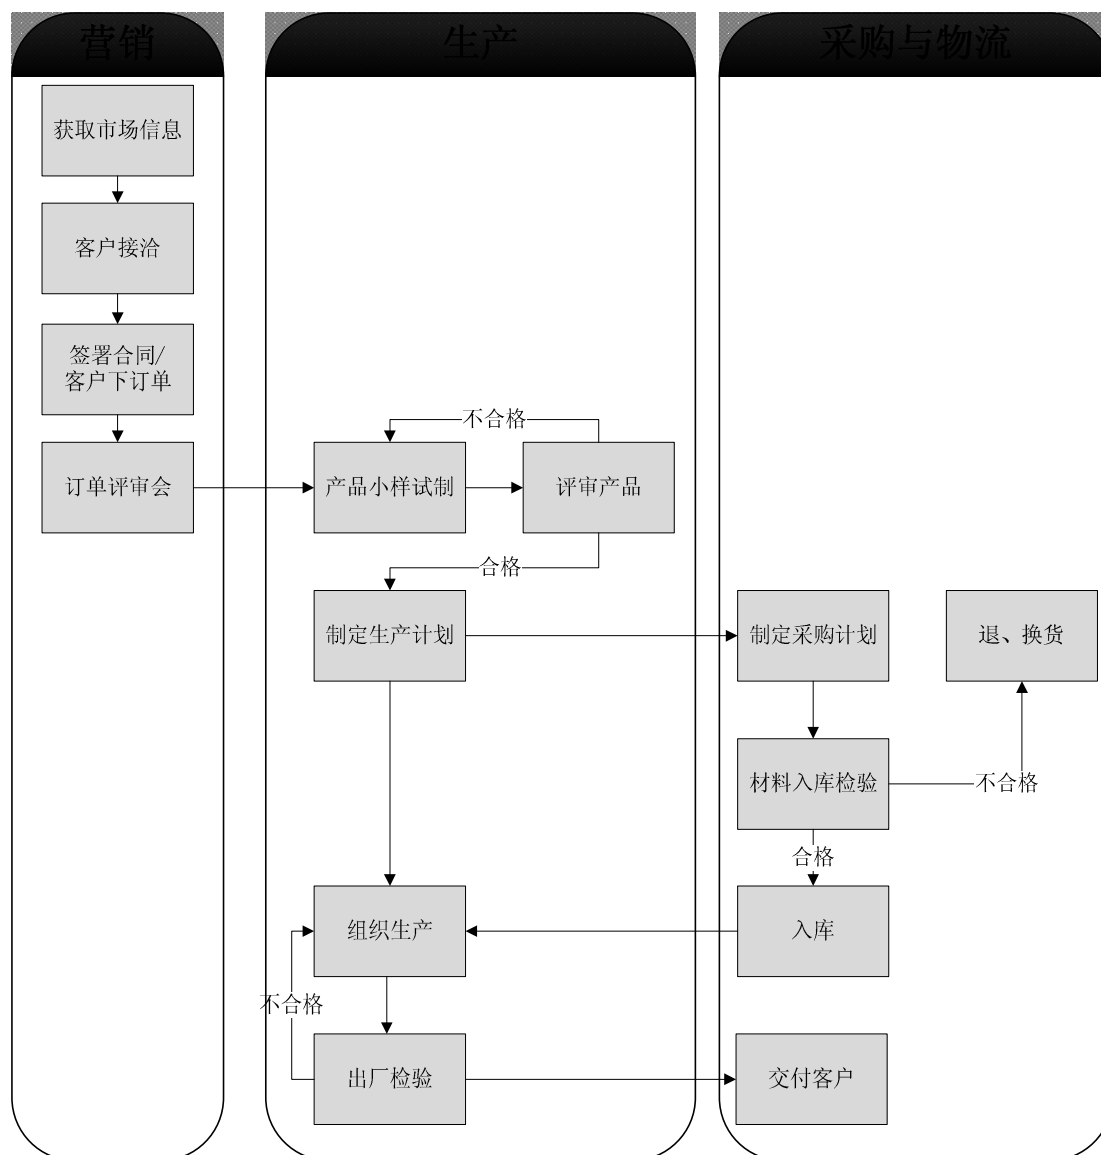 营销
生产
采购与物流
获取市场信息
客户接洽
签署合同/
客户下订单
不合格
订单评审会
产品小样试制
评审产品
合格
制定生产计划
制定采购计划
退、换货
材料入库检验
不合格
合格
组织生产
入库
不合格
出厂检验
交付客户